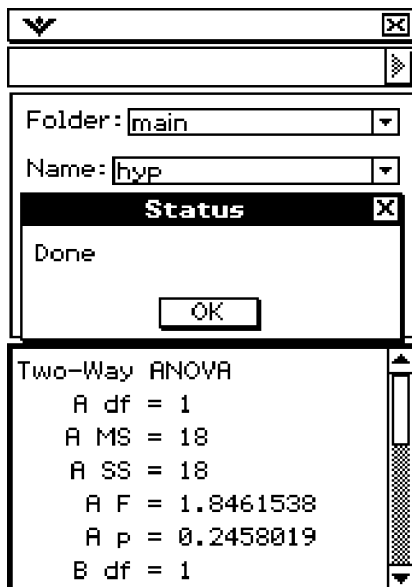 Folder: main
Name: hyp
Status
Done
OK
Two-Way ANOVA
A df = 1
A MS = 18
A SS = 18
A F = 1.8461538
A p = 0.2458019
B df = 1